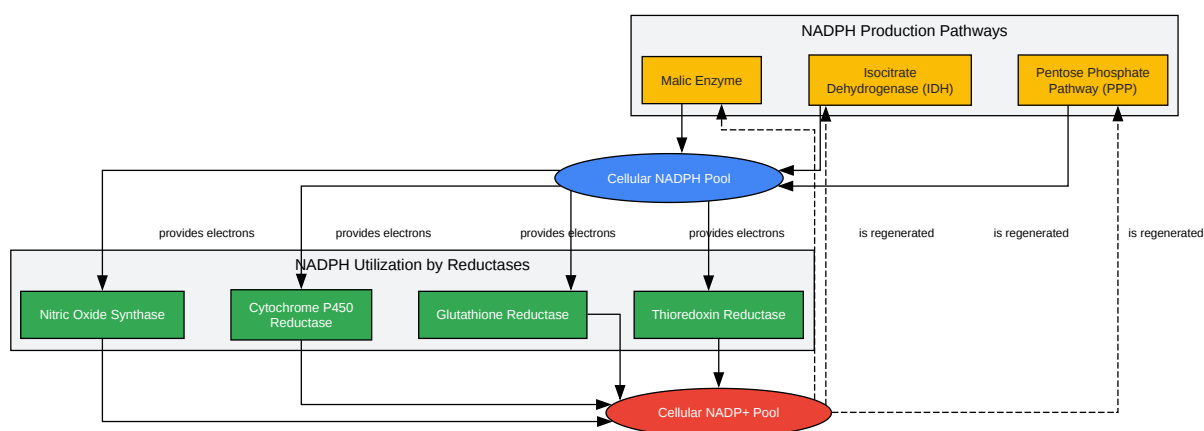 NADPH Production Pathways
Malic Enzyme
Isocitrate
Dehydrogenase (IDH)
Pentose Phosphate
Pathway (PPP)
Cellular NADPH Pool
provides electrons
provides electrons
provides electrons
provides electrons
is regenerated
is regenerated
is regenerated
NADPH Utilization by Reductases
Nitric Oxide Synthase
Cytochrome P450
Reductase
Glutathione Reductase
Thioredoxin Reductase
Cellular NADP+ Pool